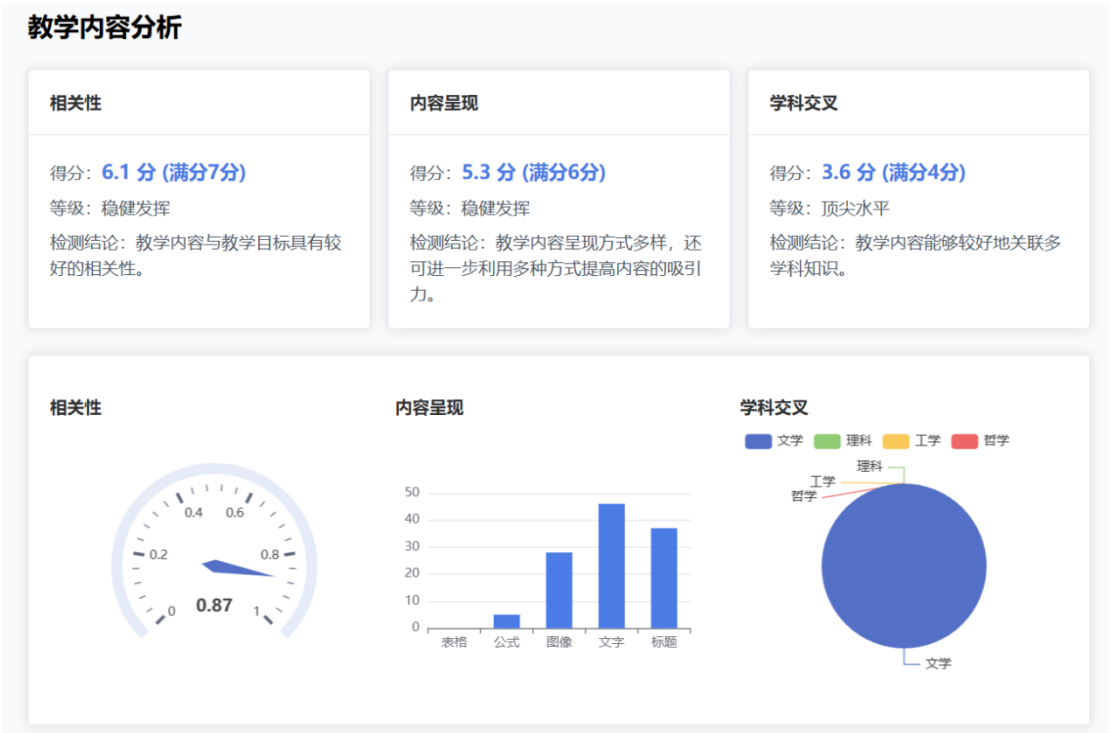 教学内容分析
相关性
得分：6.1 分 (满分7分)
等级：稳健发挥
检测结论：教学内容与教学目标具有较
好的相关性。
内容呈现
得分：5.3 分 (满分6分)
等级：稳健发挥
检测结论：教学内容呈现方式多样，还
可进一步利用多种方式提高内容的吸引
力。
学科交叉
得分：3.6 分 (满分4分)
等级：顶尖水平
检测结论：教学内容能够较好地关联多
学科知识。
相关性
0
0.2
0.4
0.6
0.8
1
0.87
内容呈现
50
40
30
20
10
0
表格 公式 图像 文字 标题
学科交叉
文学 理科 工学 哲学
理科
工学
哲学
文学